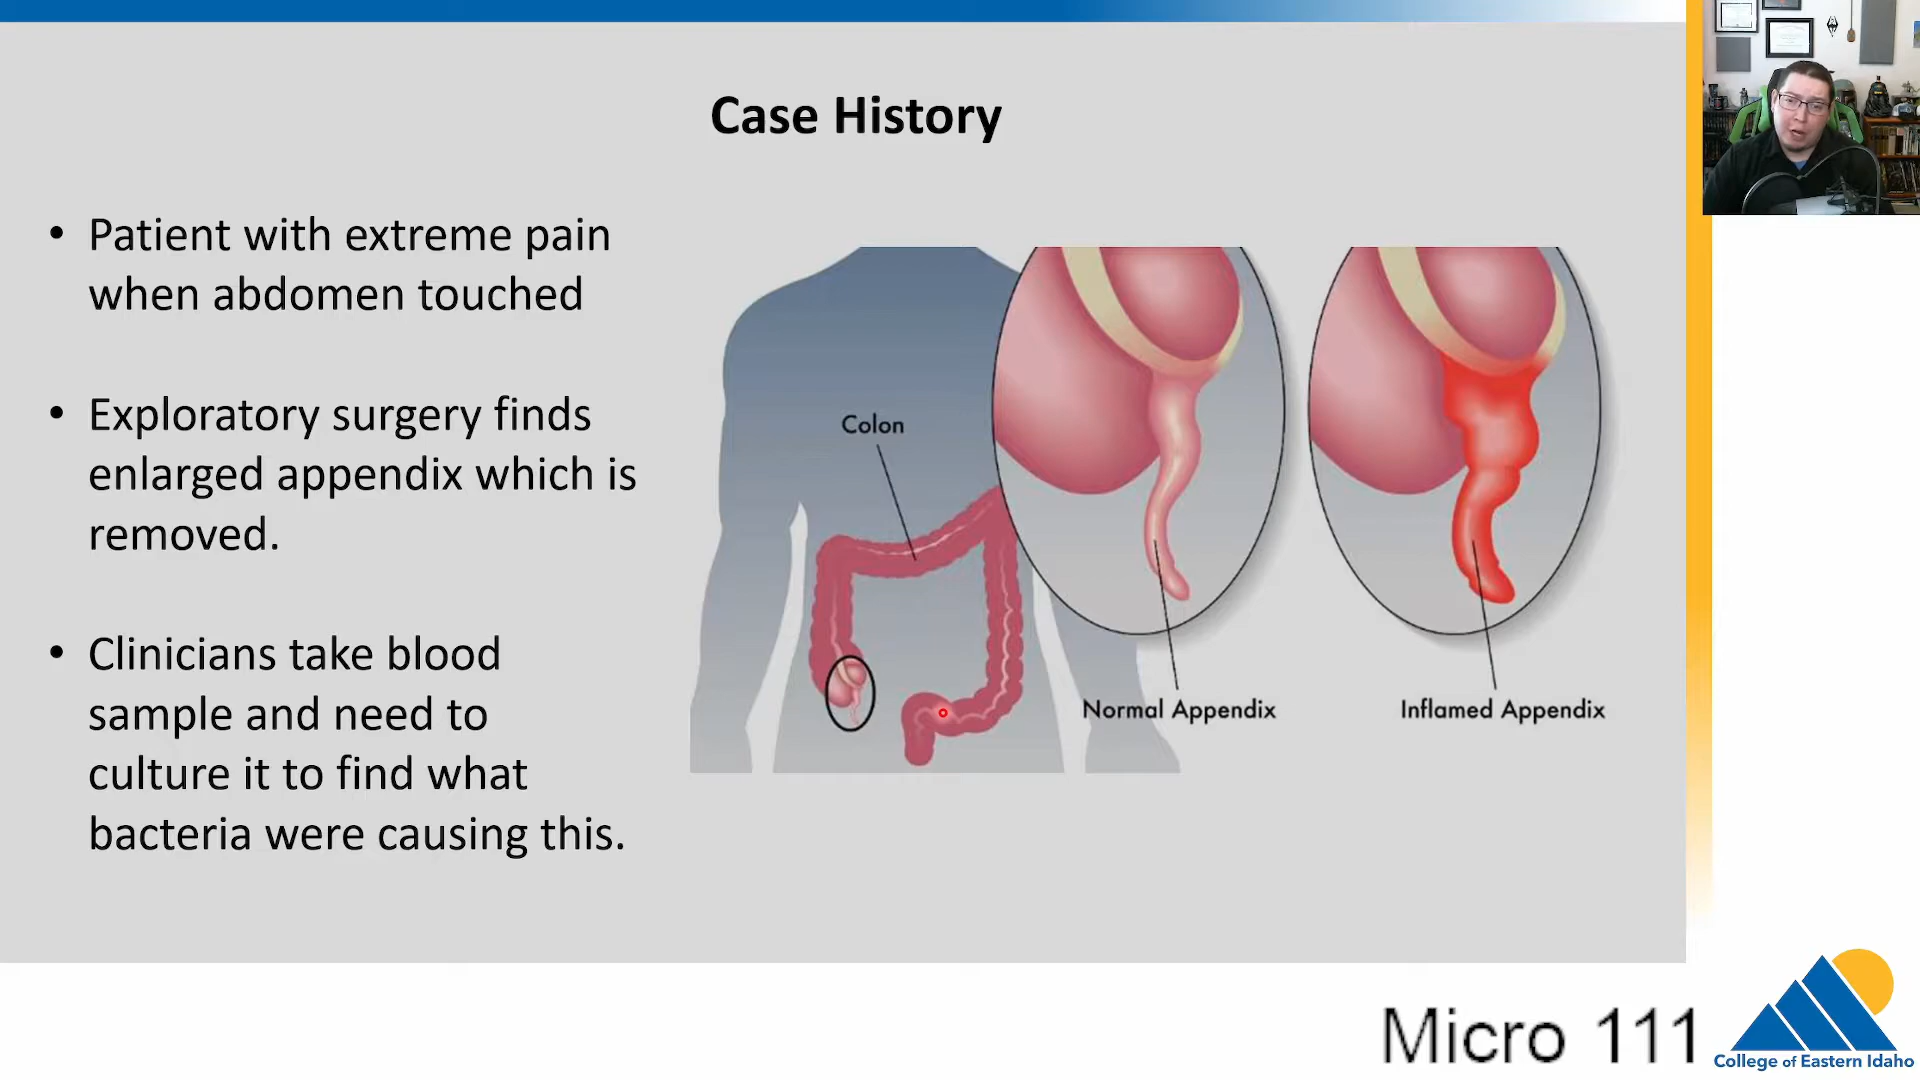 Case History
• Patient with extreme pain
when abdomen touched
• Exploratory surgery finds
enlarged appendix which is
removed.
• Clinicians take blood
sample and need to
culture it to find what
bacteria were causing this.
Colon
Normal Appendix
Inflamed Appendix
Micro 111
College of Eastern Idaho